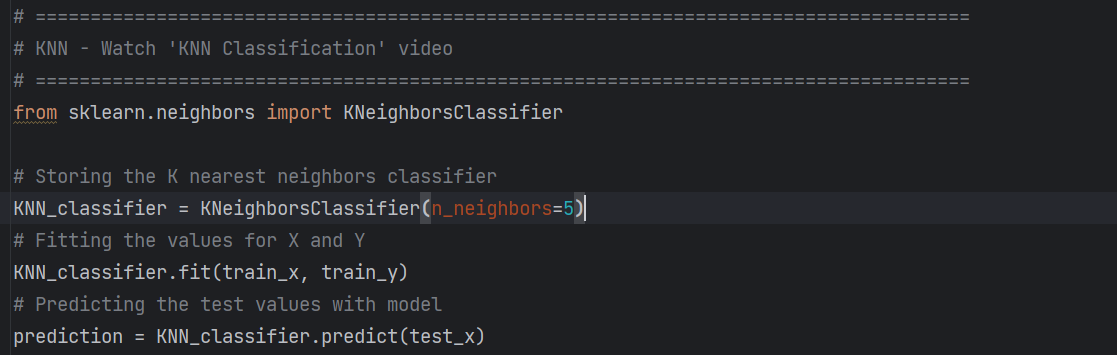 # =====================================================================================
# KNN - Watch 'KNN Classification' video
# =====================================================================================
from sklearn.neighbors import KNeighborsClassifier
# Storing the K nearest neighbors classifier
KNN_classifier = KNeighborsClassifier(n_neighbors=5)
# Fitting the values for X and Y
KNN_classifier.fit(train_x, train_y)
# Predicting the test values with model
prediction = KNN_classifier.predict(test_x)